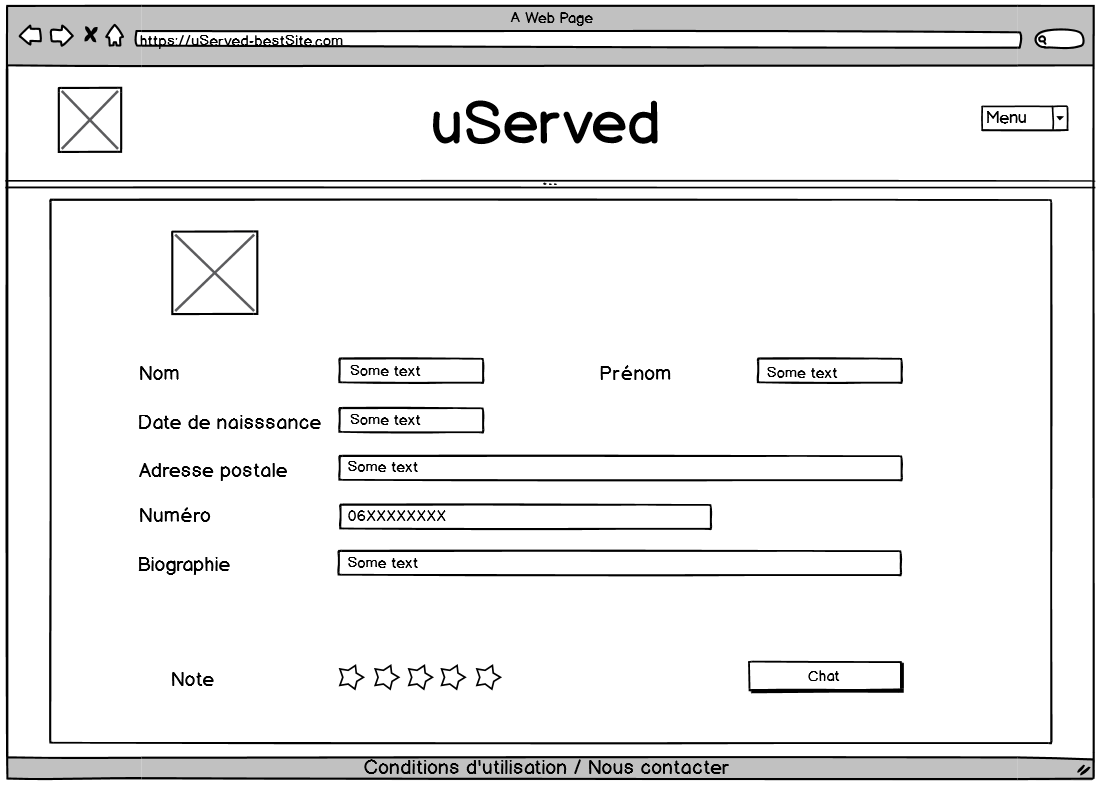 A Web Page
https://uServed-bestSite.com
uServed
Menu
Nom
Some text
Prénom
Some text
Date de naisssance
Some text
Adresse postale
Some text
Numéro
06XXXXXXXX
Biographie
Some text
Note
Chat
Conditions d'utilisation / Nous contacter